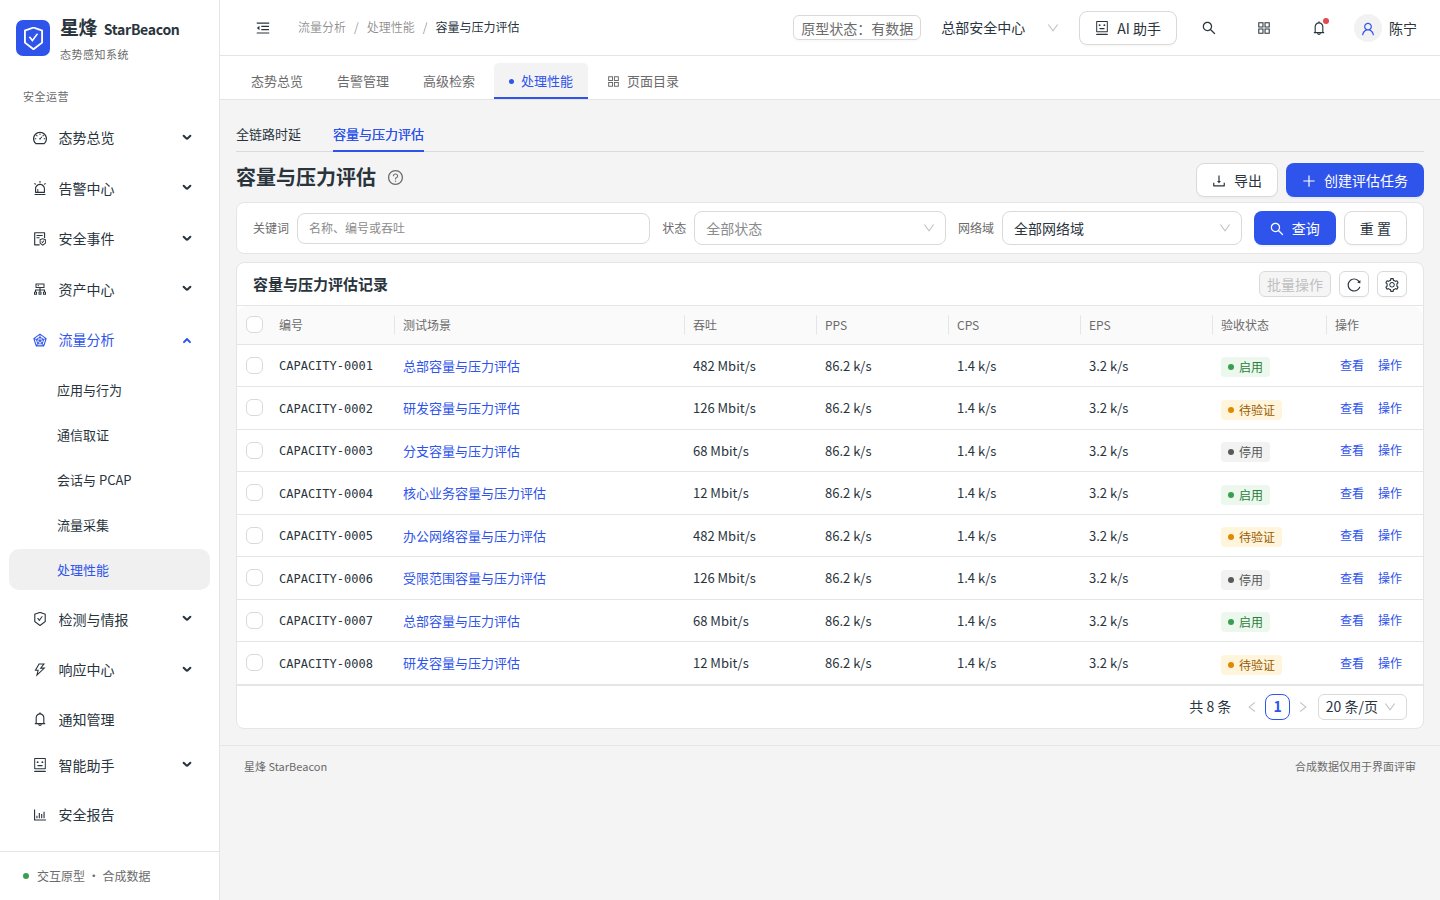 星烽 StarBeacon
态势感知系统
安全运营
态势总览
告警中心
安全事件
资产中心
流量分析
应用与行为
通信取证
会话与 PCAP
流量采集
处理性能
检测与情报
响应中心
通知管理
智能助手
安全报告
交互原型 · 合成数据
流量分析 / 处理性能 / 容量与压力评估
原型状态：有数据
总部安全中心
AI 助手
陈宁
态势总览 告警管理 高级检索 处理性能 页面目录
全链路时延 容量与压力评估
容量与压力评估
导出
创建评估任务
关键词 名称、编号或吞吐 状态 全部状态 网络域 全部网络域 查询 重 置
容量与压力评估记录
批量操作
编号 测试场景 吞吐 PPS CPS EPS 验收状态 操作
CAPACITY-0001 总部容量与压力评估 482 Mbit/s 86.2 k/s 1.4 k/s 3.2 k/s 启用 查看 操作
CAPACITY-0002 研发容量与压力评估 126 Mbit/s 86.2 k/s 1.4 k/s 3.2 k/s 待验证 查看 操作
CAPACITY-0003 分支容量与压力评估 68 Mbit/s 86.2 k/s 1.4 k/s 3.2 k/s 停用 查看 操作
CAPACITY-0004 核心业务容量与压力评估 12 Mbit/s 86.2 k/s 1.4 k/s 3.2 k/s 启用 查看 操作
CAPACITY-0005 办公网络容量与压力评估 482 Mbit/s 86.2 k/s 1.4 k/s 3.2 k/s 待验证 查看 操作
CAPACITY-0006 受限范围容量与压力评估 126 Mbit/s 86.2 k/s 1.4 k/s 3.2 k/s 停用 查看 操作
CAPACITY-0007 总部容量与压力评估 68 Mbit/s 86.2 k/s 1.4 k/s 3.2 k/s 启用 查看 操作
CAPACITY-0008 研发容量与压力评估 12 Mbit/s 86.2 k/s 1.4 k/s 3.2 k/s 待验证 查看 操作
共 8 条 1 20 条/页
星烽 StarBeacon
合成数据仅用于界面评审